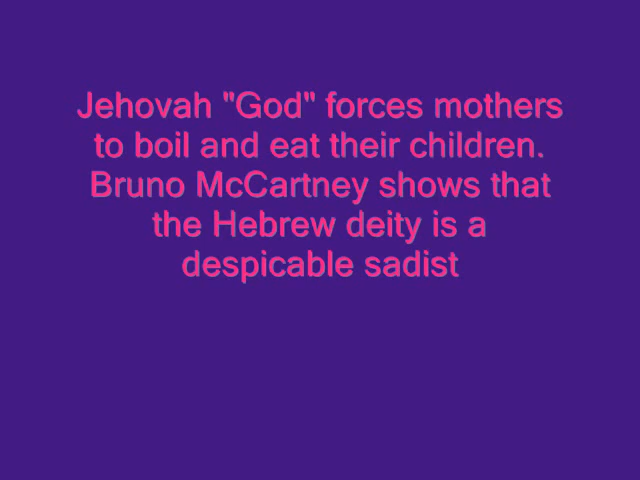 Jehovah "God" forces mothers
to boil and eat their children.
Bruno McCartney shows that
the Hebrew deity is a
despicable sadist